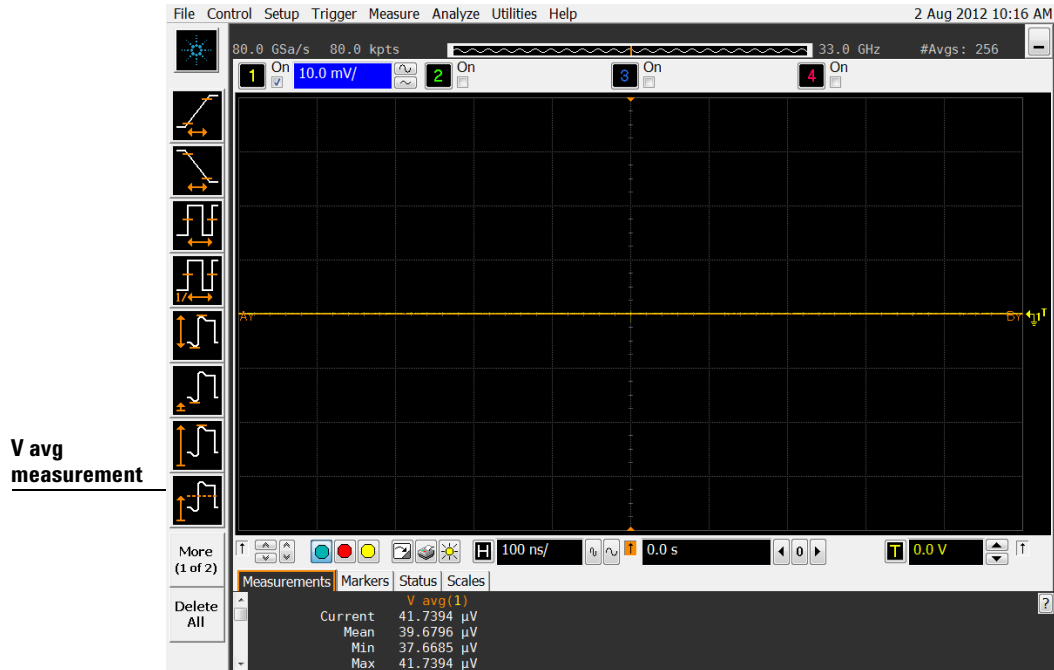 File Control Setup Trigger Measure Analyze Utilities Help 2 Aug 2012 10:16 AM
80.0 GSa/s 80.0 kpts 33.0 GHz #Avgs: 256
1 On 10.0 mV/ 2 On 3 On 4 On
1/
A B 1 T
V avg
measurement
More
(1 of 2)
H 100 ns/ 0.0 s 0 T 0.0 V
Measurements Markers Status Scales
Delete
All
?
V avg(1)
Current 41.7394 µV
Mean 39.6796 µV
Min 37.6685 µV
Max 41.7394 µV